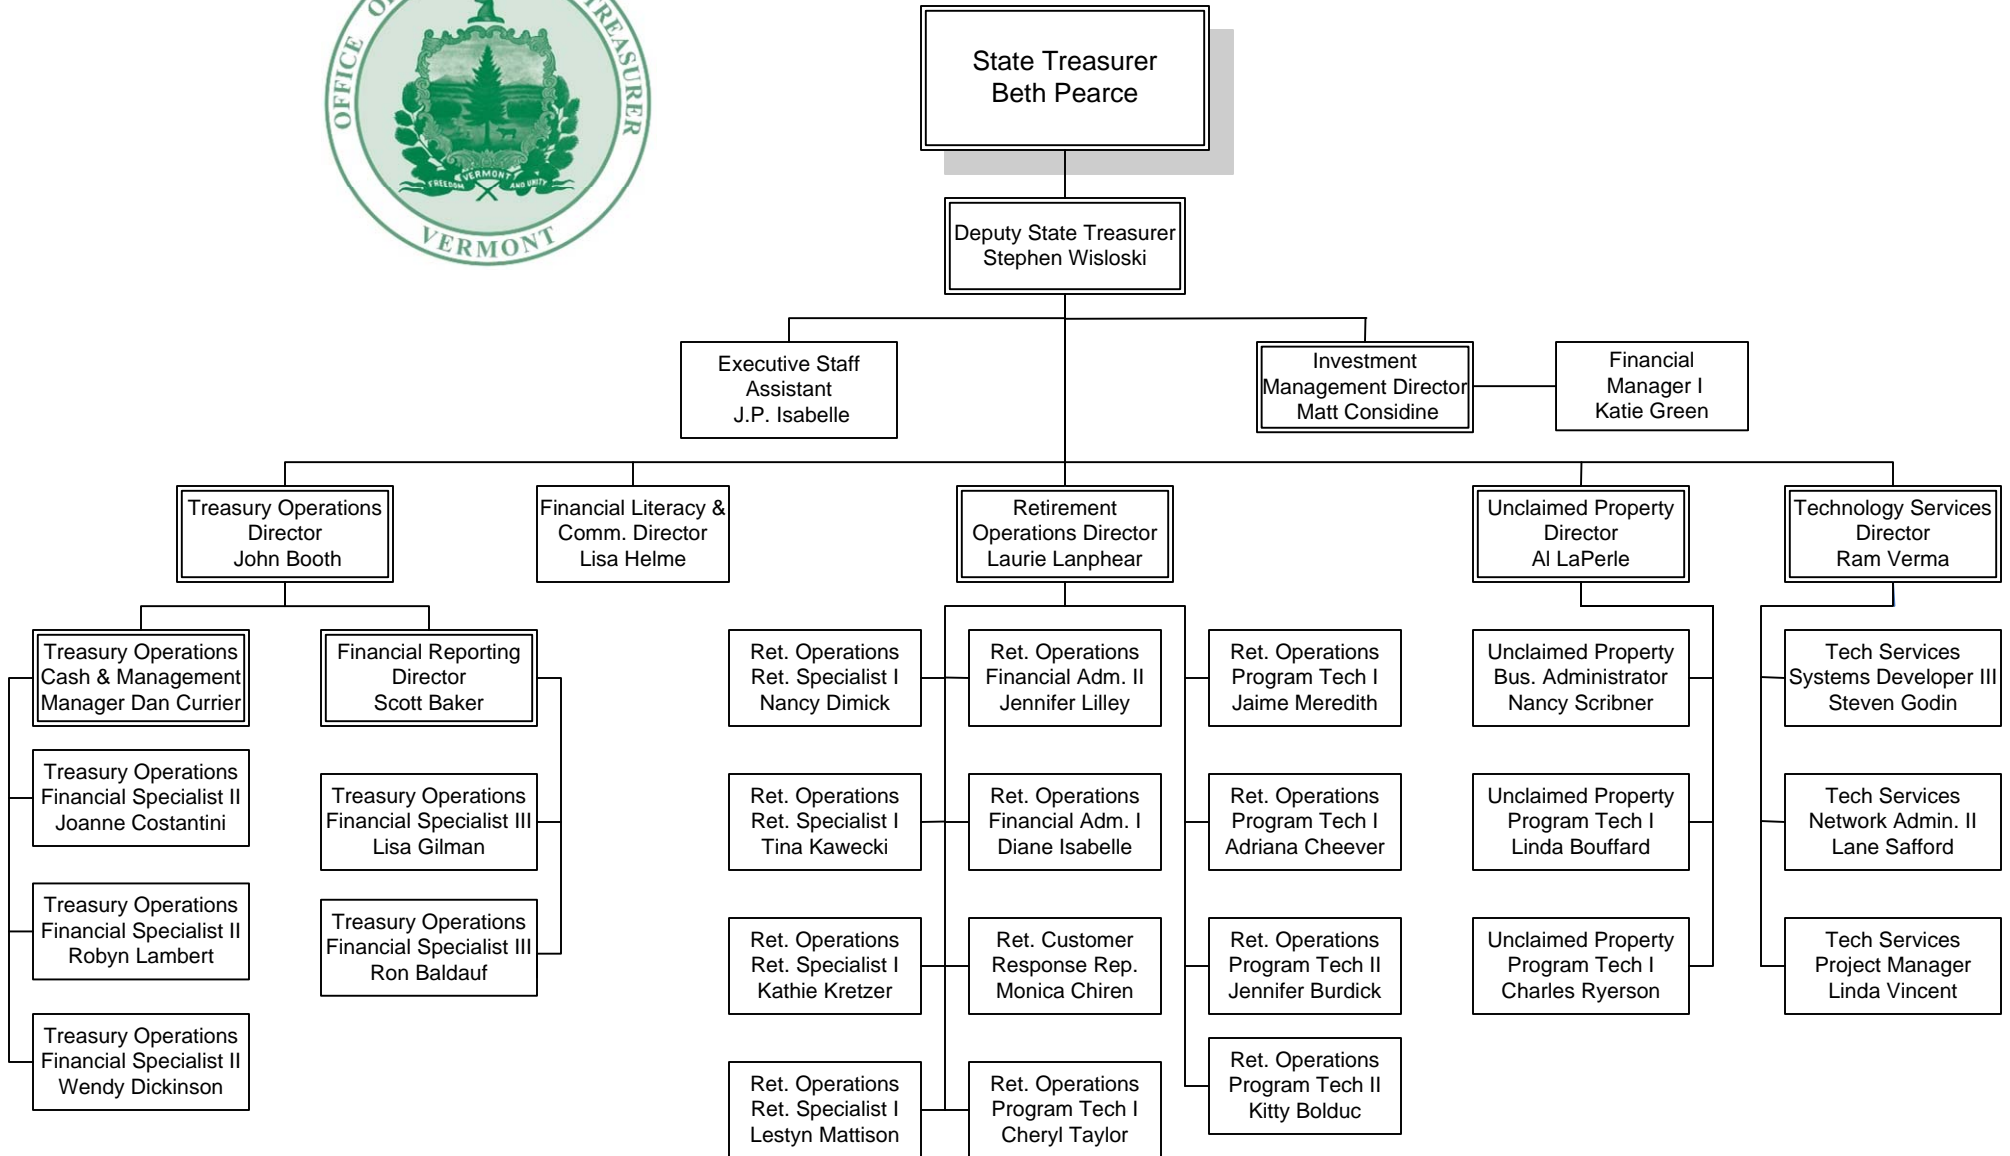 OFFICE O
TREASURER
VERMONT
FREEDOM
VERMONT
AND UNITY
State Treasurer
Beth Pearce
Deputy State Treasurer
Stephen Wisloski
Executive Staff
Assistant
J.P. Isabelle
Investment
Management Director
Matt Considine
Financial
Manager I
Katie Green
Treasury Operations
Director
John Booth
Financial Literacy &
Comm. Director
Lisa Helme
Retirement
Operations Director
Laurie Lanphear
Unclaimed Property
Director
Al LaPerle
Technology Services
Director
Ram Verma
Treasury Operations
Cash & Management
Manager Dan Currier
Financial Reporting
Director
Scott Baker
Ret. Operations
Ret. Specialist I
Nancy Dimick
Ret. Operations
Financial Adm. II
Jennifer Lilley
Ret. Operations
Program Tech I
Jaime Meredith
Unclaimed Property
Bus. Administrator
Nancy Scribner
Tech Services
Systems Developer III
Steven Godin
Treasury Operations
Financial Specialist II
Joanne Costantini
Treasury Operations
Financial Specialist III
Lisa Gilman
Ret. Operations
Ret. Specialist I
Tina Kawecki
Ret. Operations
Financial Adm. I
Diane Isabelle
Ret. Operations
Program Tech I
Adriana Cheever
Unclaimed Property
Program Tech I
Linda Bouffard
Tech Services
Network Admin. II
Lane Safford
Treasury Operations
Financial Specialist II
Robyn Lambert
Treasury Operations
Financial Specialist III
Ron Baldauf
Ret. Operations
Ret. Specialist I
Kathie Kretzer
Ret. Customer
Response Rep.
Monica Chiren
Ret. Operations
Program Tech II
Jennifer Burdick
Unclaimed Property
Program Tech I
Charles Ryerson
Tech Services
Project Manager
Linda Vincent
Treasury Operations
Financial Specialist II
Wendy Dickinson
Ret. Operations
Ret. Specialist I
Lestyn Mattison
Ret. Operations
Program Tech I
Cheryl Taylor
Ret. Operations
Program Tech II
Kitty Bolduc